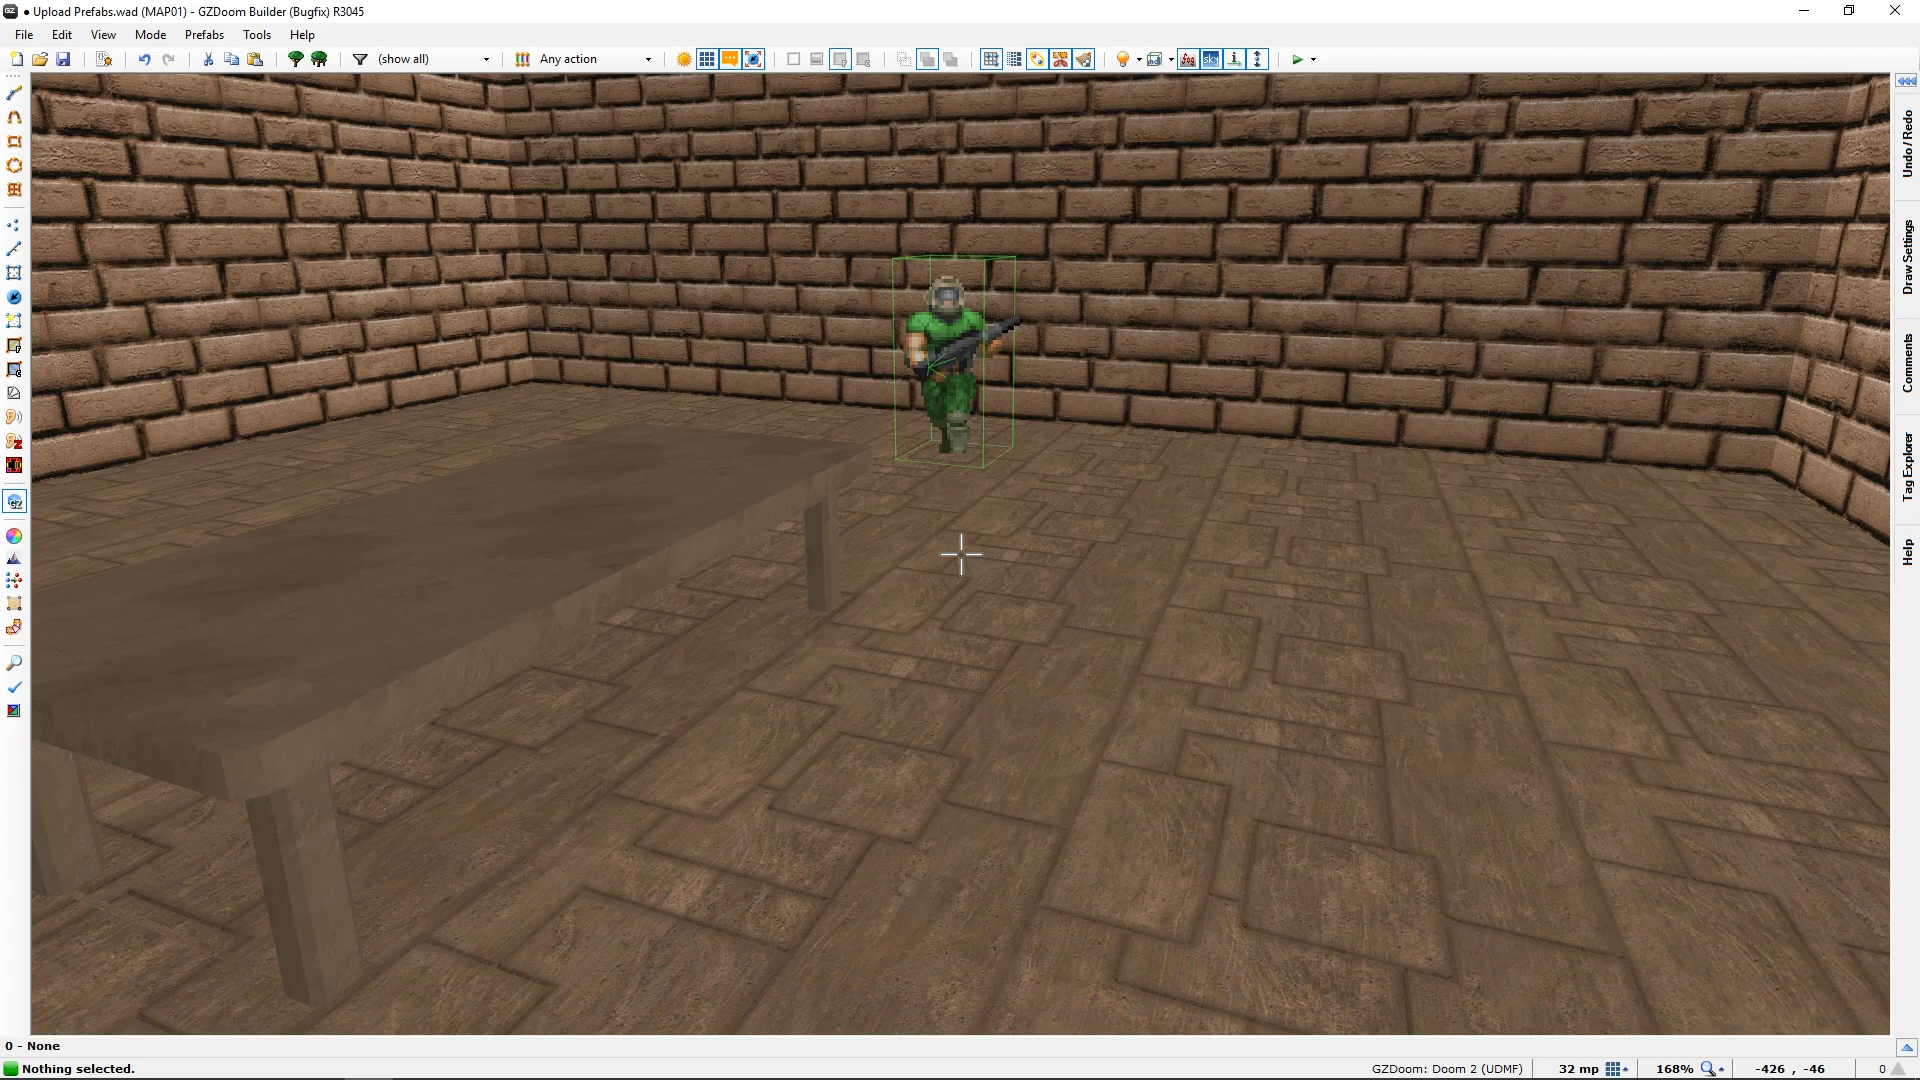 GZ ● Upload Prefabs.wad (MAP01) - GZDoom Builder (Bugfix) R3045
File Edit View Mode Prefabs Tools Help
(show all) Any action sky
Undo / Redo
Draw Settings
Comments
Tag Explorer
Help
0 - None
Nothing selected. GZDoom: Doom 2 (UDMF) 32 mp 168% -426 , -46 0